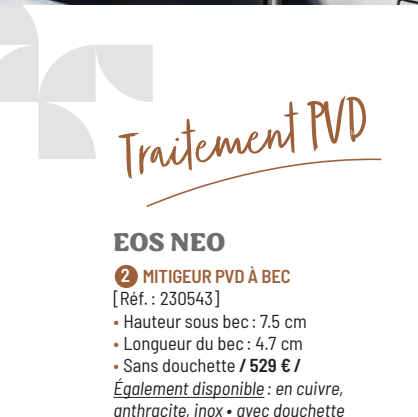 Traitement PVD
EOS NEO
2 MITIGEUR PVD À BEC
[Réf. : 230543]
• Hauteur sous bec : 7.5 cm
• Longueur du bec : 4.7 cm
• Sans douchette / 529 € /
Également disponible : en cuivre,
anthracite, inox • avec douchette